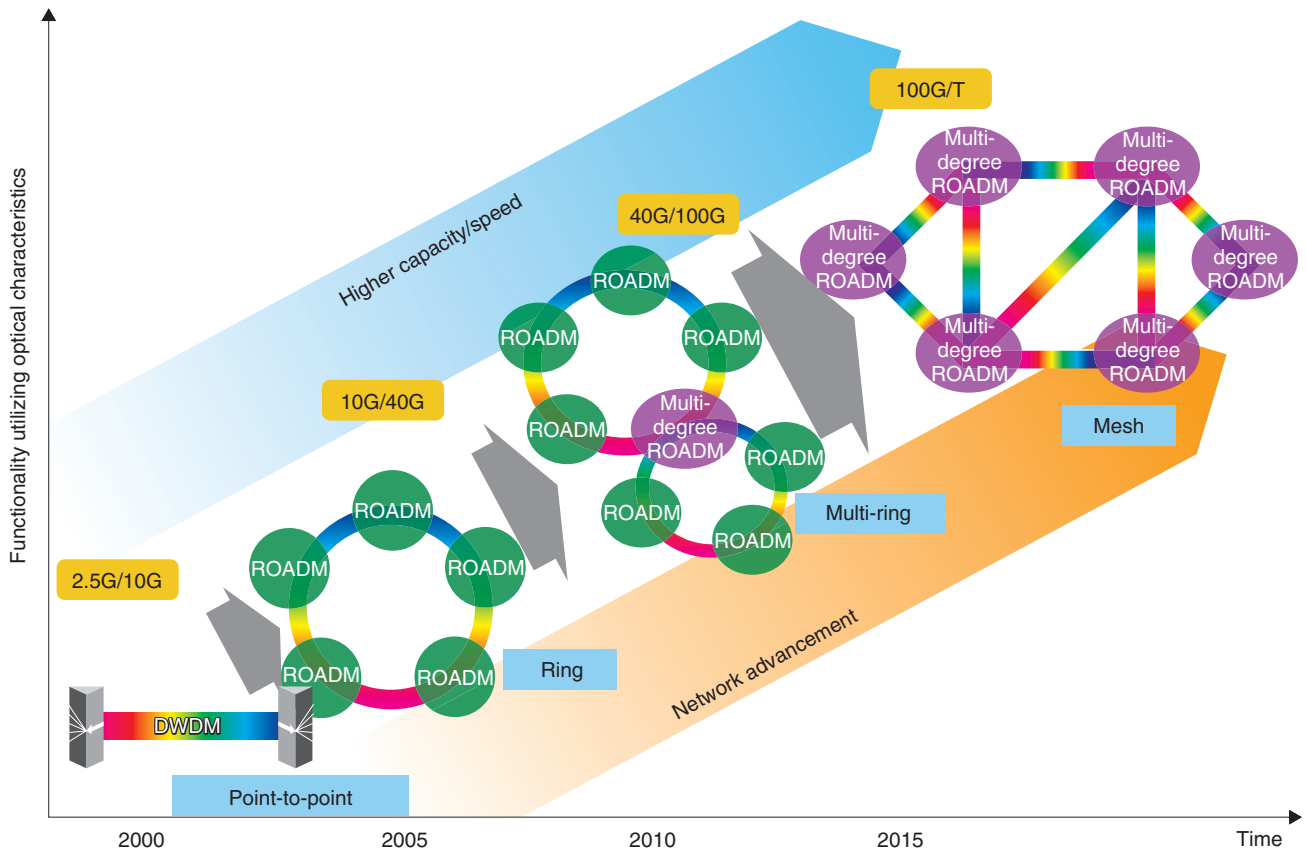 Functionality utilizing optical characteristics
Higher capacity/speed
100G/T
40G/100G
10G/40G
2.5G/10G
Multi-
degree
ROADM
Multi-
degree
ROADM
Multi-
degree
ROADM
Multi-
degree
ROADM
Multi-
degree
ROADM
Multi-
degree
ROADM
Mesh
ROADM
ROADM
ROADM
ROADM
Multi-
degree
ROADM
ROADM
ROADM
ROADM
Multi-ring
ROADM
ROADM
ROADM
ROADM
ROADM
Ring
Network advancement
DWDM
Point-to-point
2000
2005
2010
2015
Time